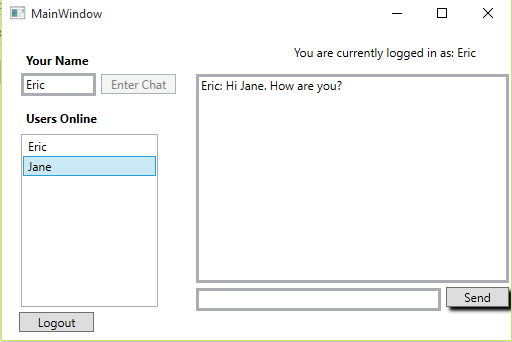 MainWindow
You are currently logged in as: Eric
Your Name
Eric
Enter Chat
Users Online
Eric
Jane
Logout
Eric: Hi Jane. How are you?
Send